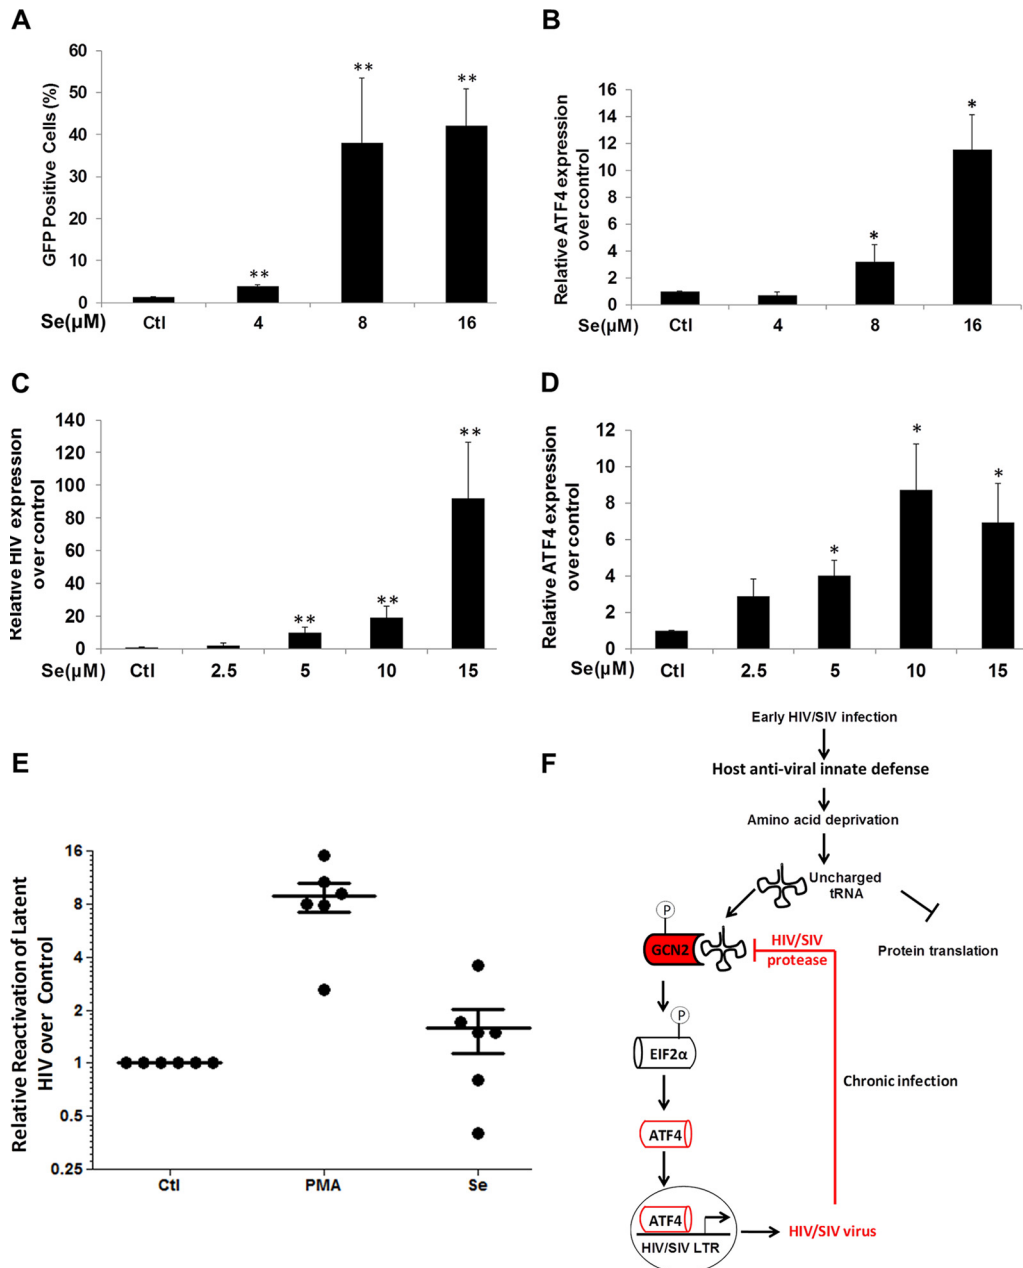 A
GFP Positive Cells (%)
60
50
40
30
20
10
0
**
**
**
Se(µM)
Ctl
4
8
16
B
Relative ATF4 expression
over control
16
14
12
10
8
6
4
2
0
*
*
Se(µM)
Ctl
4
8
16
C
Relative HIV expression
over control
140
120
100
80
60
40
20
0
**
**
**
Se(µM)
Ctl
2.5
5
10
15
D
Relative ATF4 expression
over control
12
10
8
6
4
2
0
*
*
*
Se(µM)
Ctl
2.5
5
10
15
E
Relative Reactivation of Latent
HIV over Control
16
8
4
2
1
0.5
0.25
Ctl
PMA
Se
F
Early HIV/SIV infection
Host anti-viral innate defense
Amino acid deprivation
Uncharged
tRNA
P
GCN2
HIV/SIV
protease
Protein translation
P
EIF2α
Chronic infection
ATF4
ATF4
HIV/SIV LTR
HIV/SIV virus